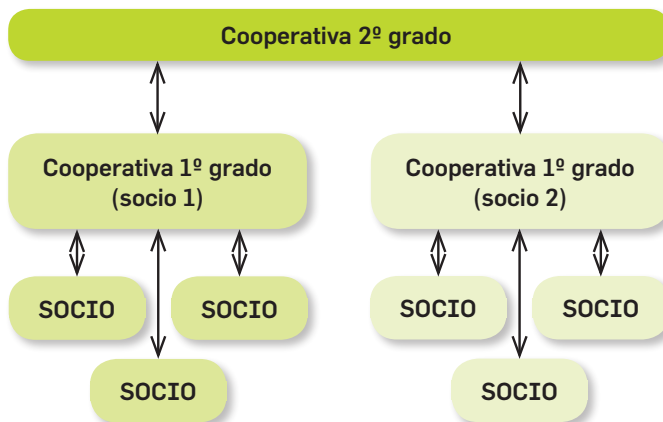 Cooperativa 2º grado
Cooperativa 1º grado
(socio 1)
Cooperativa 1º grado
(socio 2)
SOCIO
SOCIO
SOCIO
SOCIO
SOCIO
SOCIO